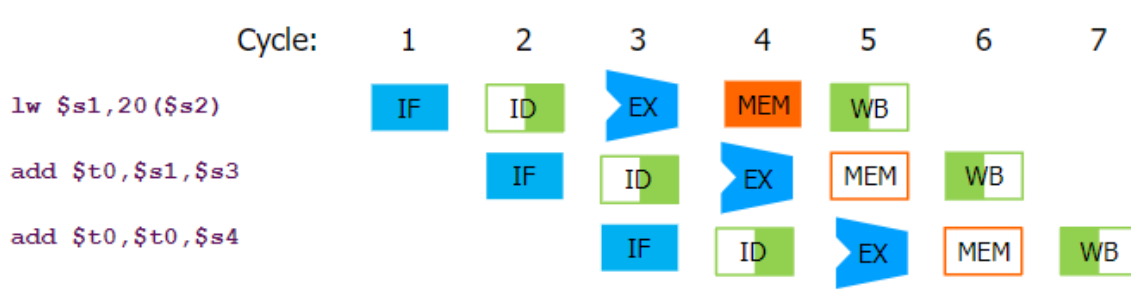 Cycle: 1 2 3 4 5 6 7
lw $s1,20($s2) IF ID EX MEM WB
add $t0,$s1,$s3 IF ID EX MEM WB
add $t0,$t0,$s4 IF ID EX MEM WB